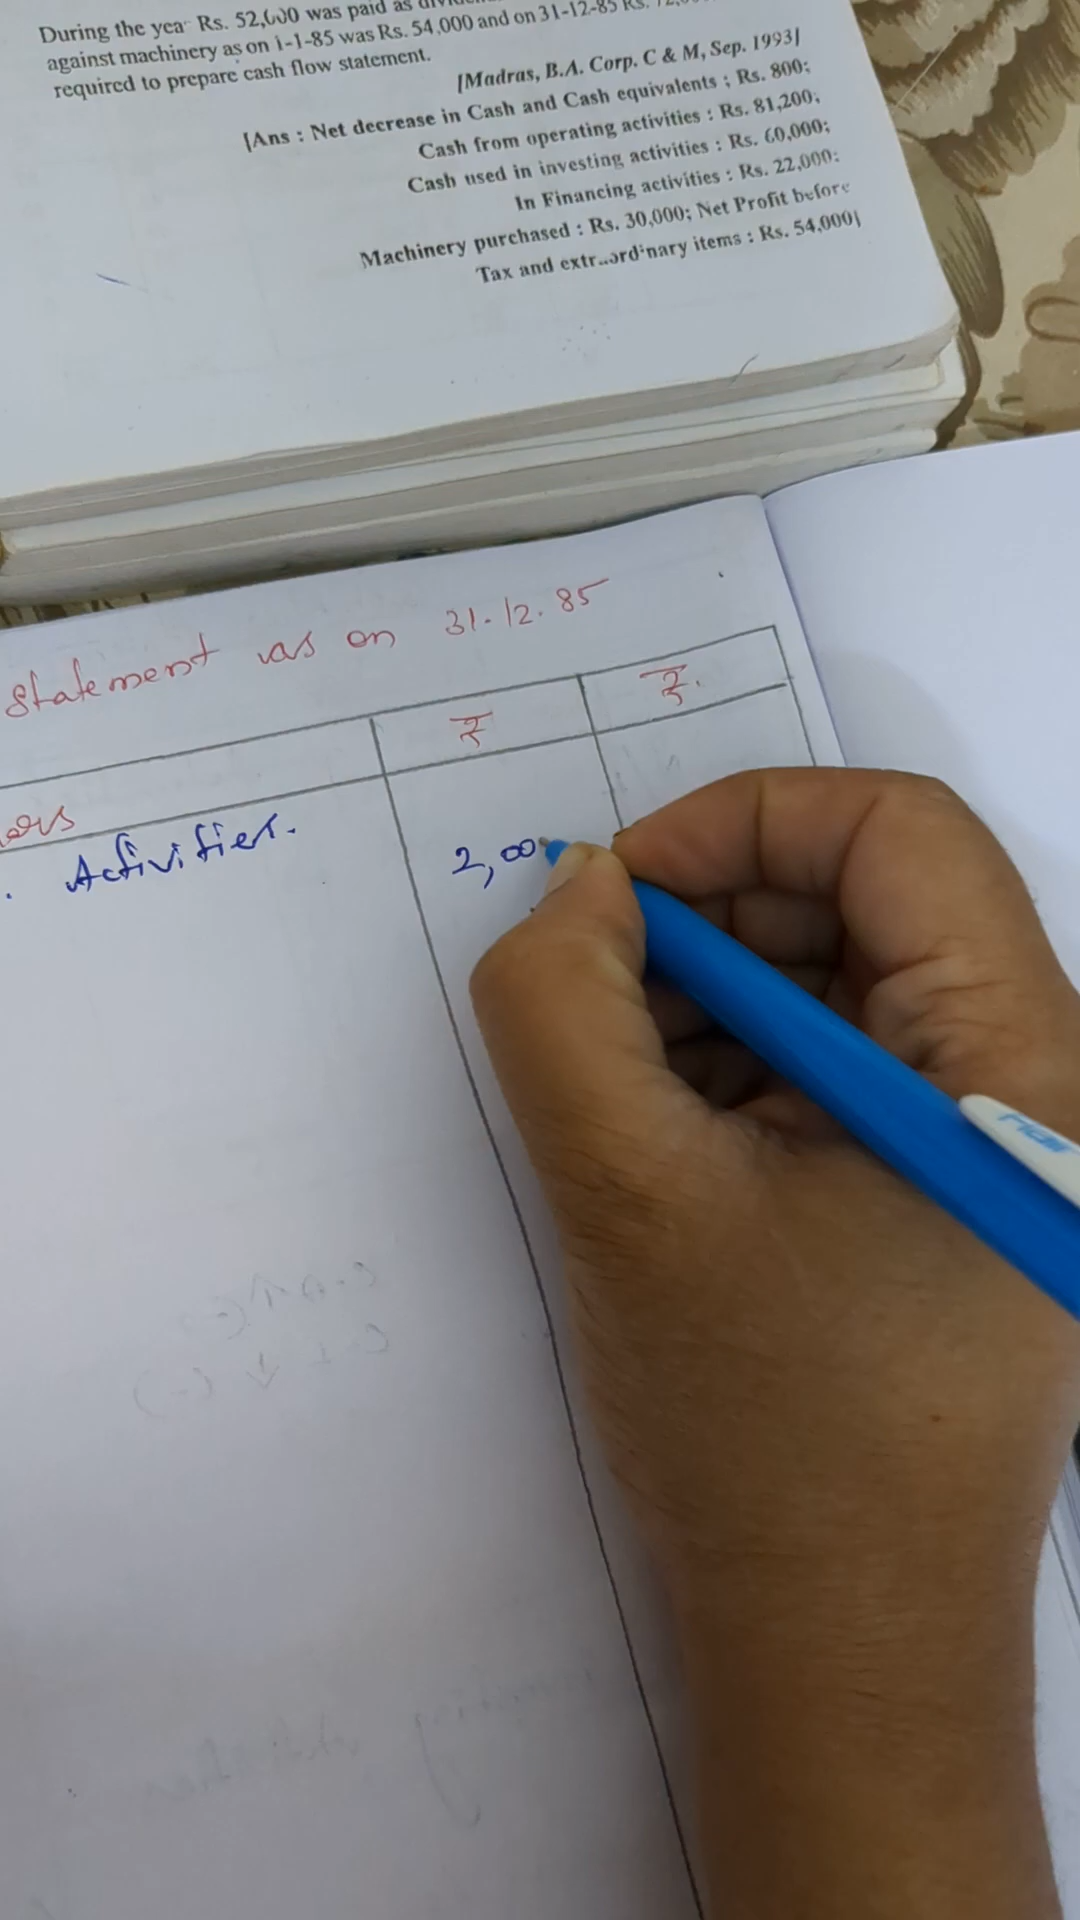 During the year Rs. 52,000 was paid as
against machinery as on 1-1-85 was Rs. 54,000 and on 31-12-85 Rs.
required to prepare cash flow statement.
[Madras, B.A. Corp. C & M, Sep. 1993]
[Ans : Net decrease in Cash and Cash equivalents : Rs. 800;
Cash from operating activities : Rs. 81,200;
Cash used in investing activities : Rs. 60,000;
In Financing activities : Rs. 22,000:
Machinery purchased : Rs. 30,000; Net Profit before
Tax and extraordinary items : Rs. 54,000]
Statement as on 31.12.85
₹ ₹.
Activities. 2,00